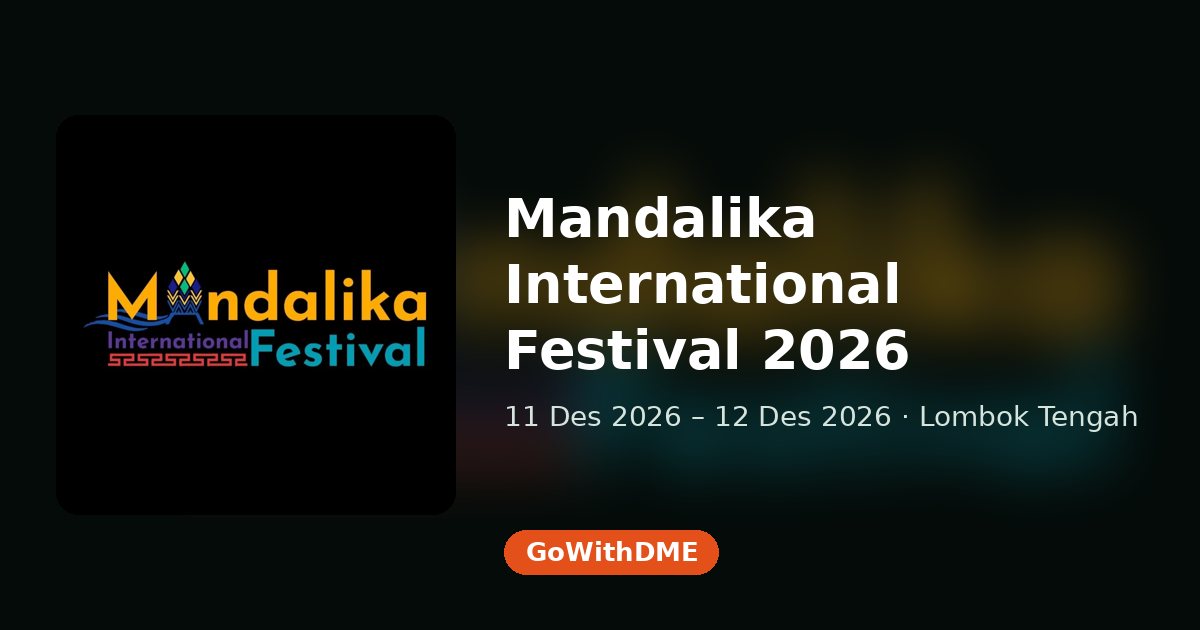 Mandalika
International Festival
Mandalika
International
Festival 2026
11 Des 2026 – 12 Des 2026 · Lombok Tengah
GoWithDME